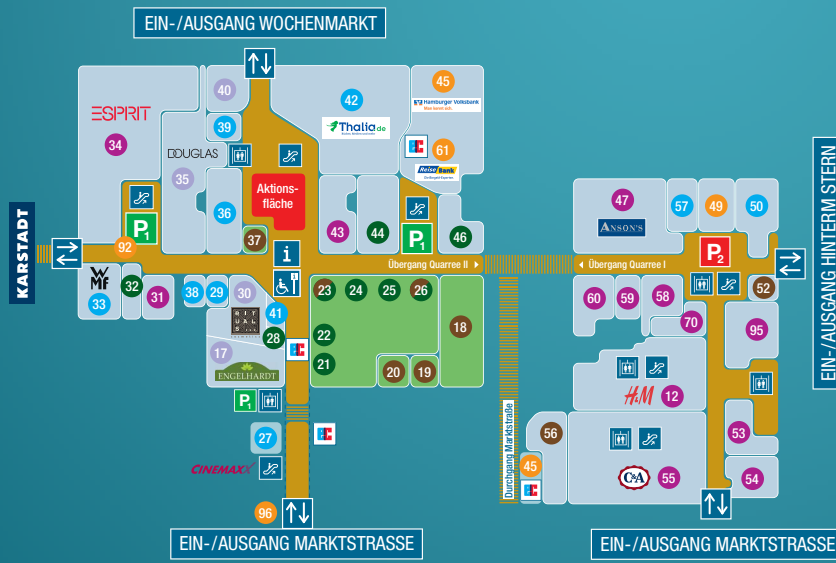 EIN-/AUSGANG WOCHENMARKT
40
39
42
Thalia.de
45
Hamburger Volksbank
Man kennt sich.
61
ReiseBank
ESPRIT
34
DOUGLAS
35
36
Aktions-
fläche
37
43
44
46
P1
P1
47
ANSON'S
57
49
50
P2
KARSTADT
92
i
Übergang Quarree II
Übergang Quarree I
EIN-/AUSGANG HINTERM STERN
WMF
33
32
31
38
29
30
41
RITUALS
28
17
ENGELHARDT
23
24
25
26
22
21
20
19
18
60
59
58
70
52
95
H&M
12
P1
27
CINEMAXX
96
Durchgang Marktstraße
56
45
C&A
55
53
54
EIN-/AUSGANG MARKTSTRASSE
EIN-/AUSGANG MARKTSTRASSE